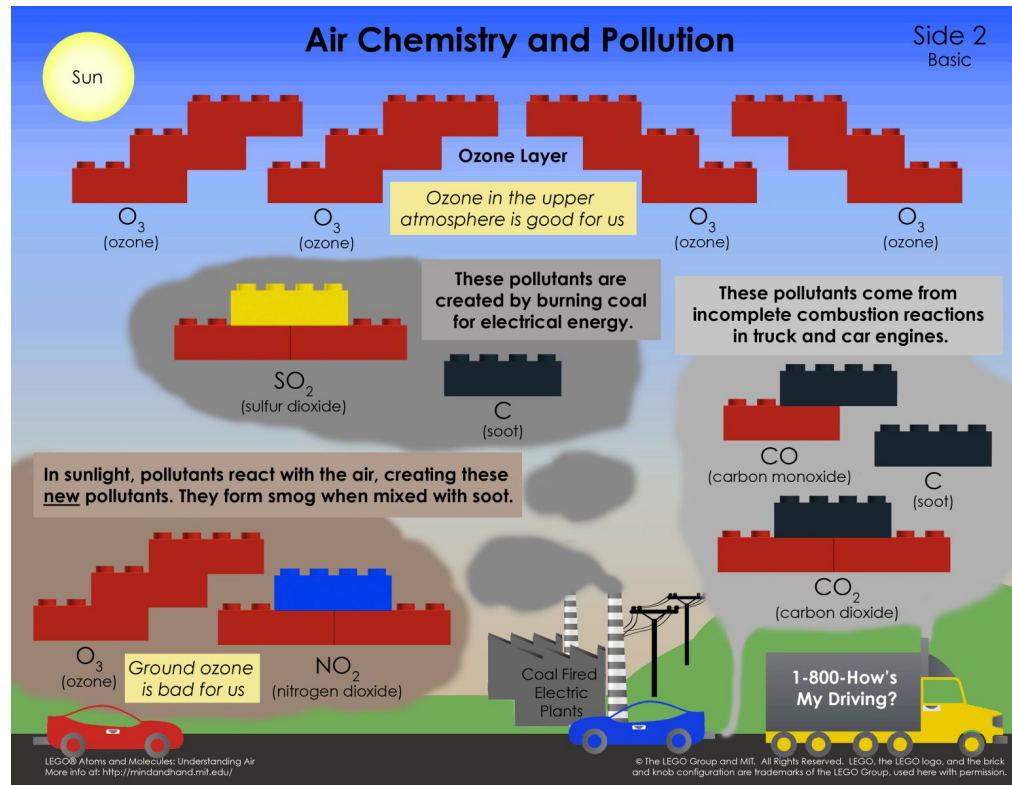 Air Chemistry and Pollution
Side 2
Basic
Sun
Ozone Layer
Ozone in the upper
atmosphere is good for us
O₃
(ozone)
O₃
(ozone)
O₃
(ozone)
O₃
(ozone)
These pollutants are
created by burning coal
for electrical energy.
SO₂
(sulfur dioxide)
C
(soot)
These pollutants come from
incomplete combustion reactions
in truck and car engines.
CO
(carbon monoxide)
C
(soot)
CO₂
(carbon dioxide)
In sunlight, pollutants react with the air, creating these
new pollutants. They form smog when mixed with soot.
O₃
(ozone)
Ground ozone
is bad for us
NO₂
(nitrogen dioxide)
Coal Fired
Electric
Plants
1-800-How's
My Driving?
LEGO® Atoms and Molecules: Understanding Air
More info at: http://mindandhand.mit.edu/
© The LEGO Group and MIT. All Rights Reserved. LEGO, the LEGO logo, and the brick
and knob configuration are trademarks of the LEGO Group, used here with permission.